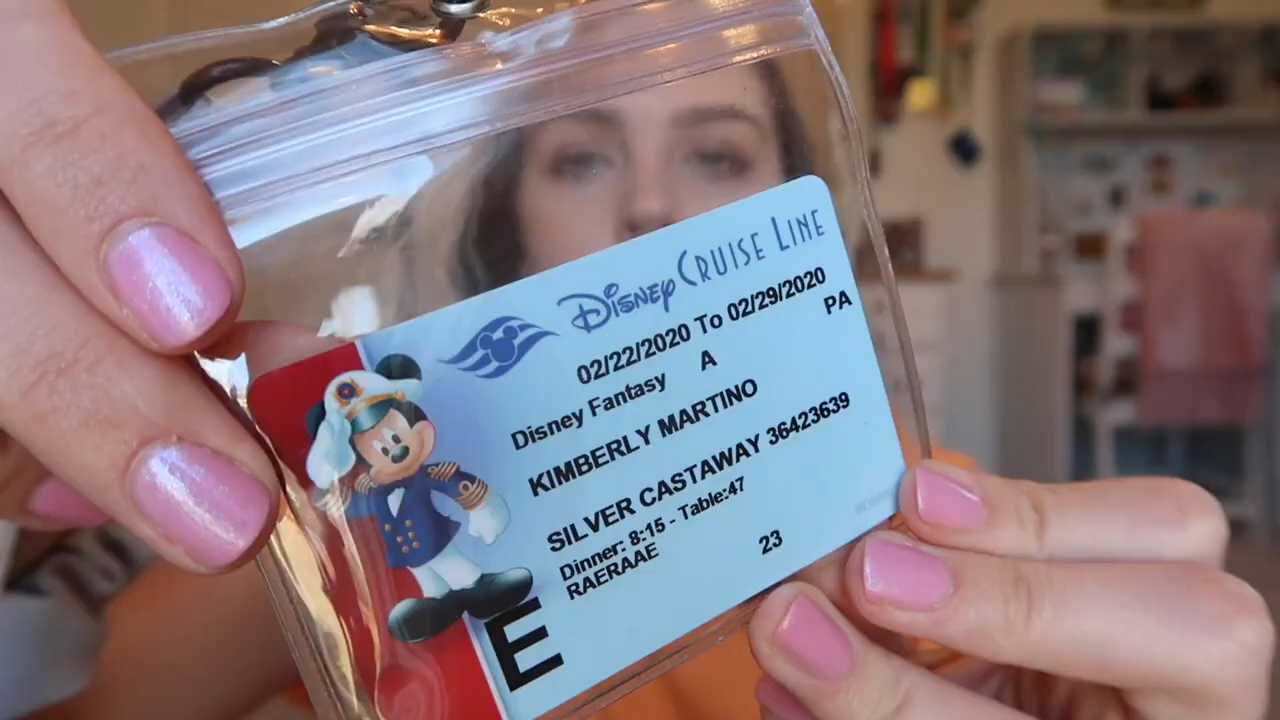 Disney Cruise Line
02/22/2020 To 02/29/2020
Disney Fantasy A PA
KIMBERLY MARTINO
SILVER CASTAWAY 36423639
Dinner: 8:15 - Table:47
RAERAAE 23
E